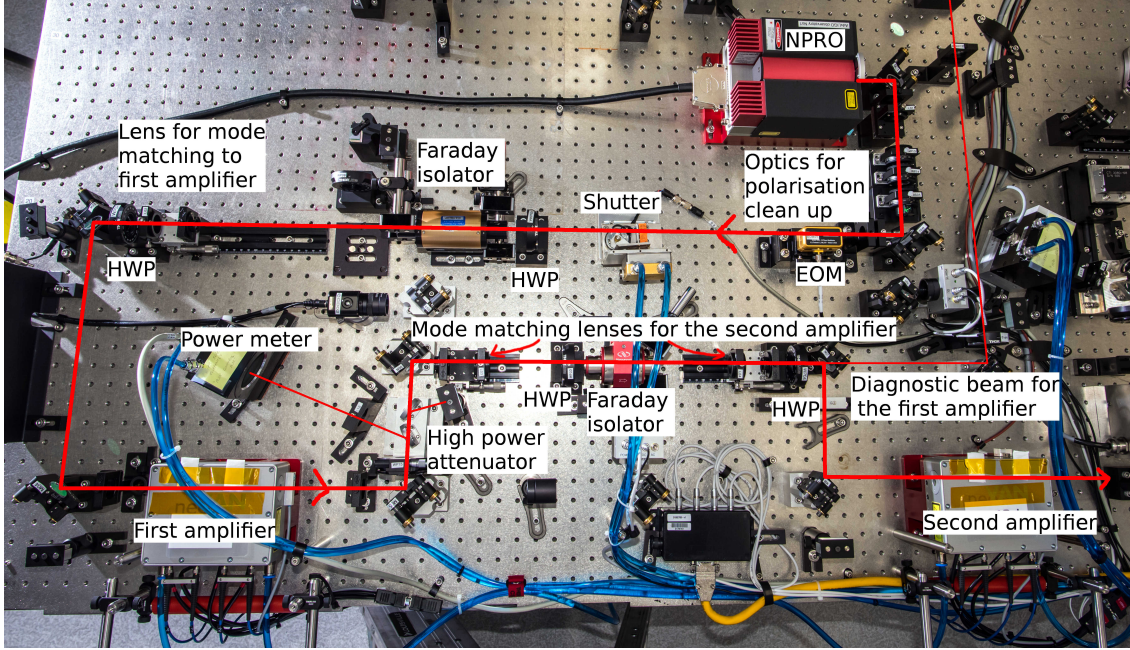 NPRO
Lens for mode
matching to
first amplifier
Faraday
isolator
Optics for
polarisation
clean up
Shutter
HWP
HWP
EOM
Mode matching lenses for the second amplifier
Power meter
Diagnostic beam for
the first amplifier
HWP
Faraday
isolator
HWP
High power
attenuator
First amplifier
Second amplifier